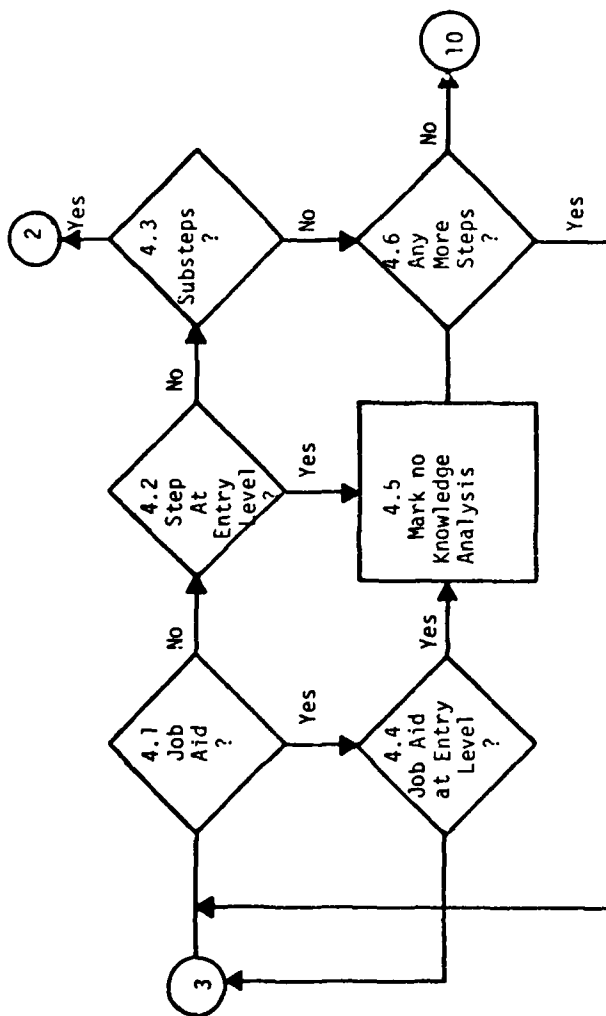 3
4.1
Job
Aid
?
No
Yes
4.2
Step
At
Entry
Level
?
No
Yes
4.3
Substeps
?
Yes
2
No
4.4
Job Aid
at Entry
Level
?
Yes
4.5
Mark no
Knowledge
Analysis
4.6
Any
More
Steps
?
No
10
Yes